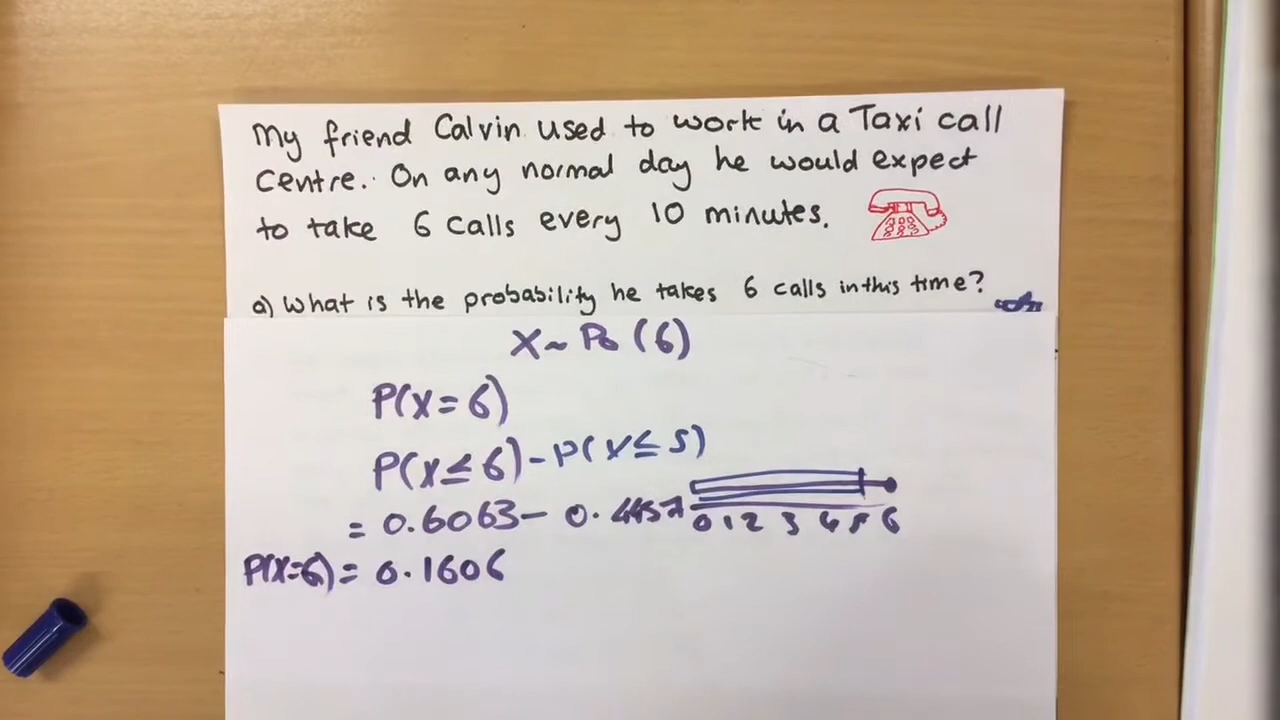 My friend Calvin used to work in a Taxi call
centre. On any normal day he would expect
to take 6 calls every 10 minutes.
a) What is the probability he takes 6 calls in this time?
X~ Po (6)
P(X=6)
P(X≤6)-P(X≤5)
= 0.6063- 0.4457
0 1 2 3 4 5 6
P(X=6)= 0.1606